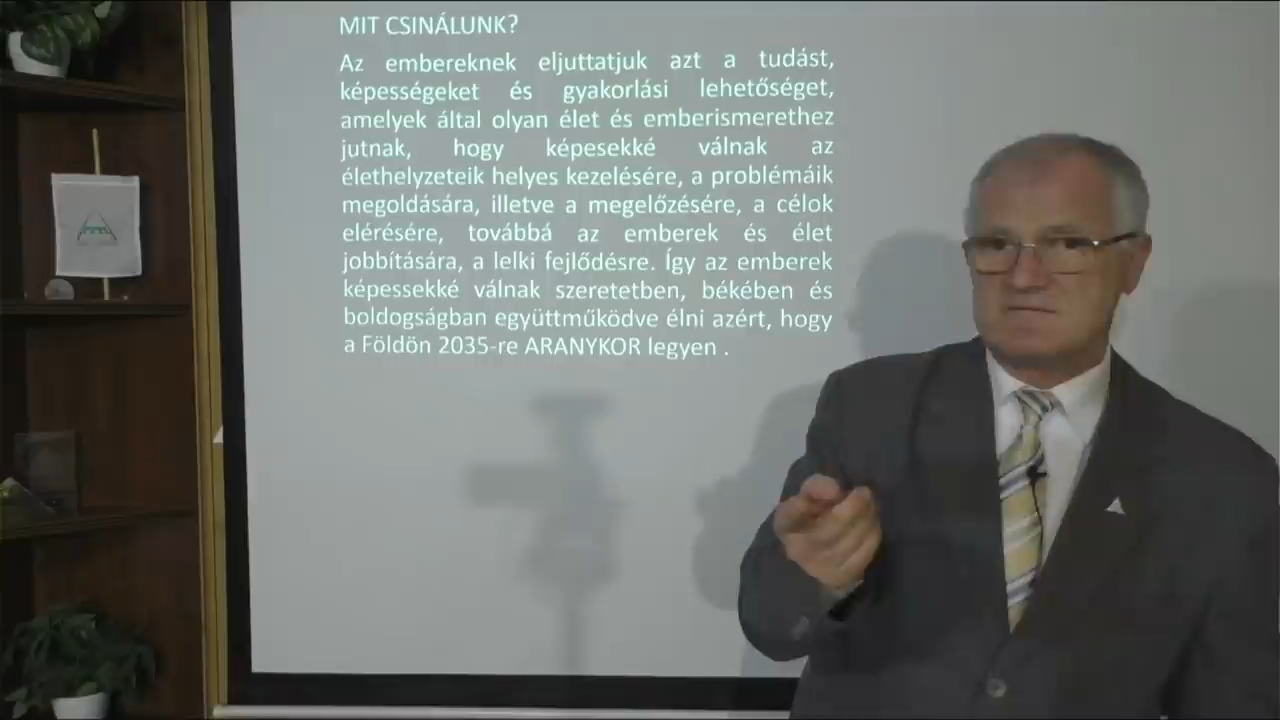 MIT CSINÁLUNK?
Az embereknek eljuttatjuk azt a tudást,
képességeket és gyakorlási lehetőséget,
amelyek által olyan élet és emberismerethez
jutnak, hogy képesekké válnak az
élethelyzeteik helyes kezelésére, a problémáik
megoldására, illetve a megelőzésére, a célok
elérésére, továbbá az emberek és élet
jobbítására, a lelki fejlődésre. Így az emberek
képessekké válnak szeretetben, békében és
boldogságban együttműködve élni azért, hogy
a Földön 2035-re ARANYKOR legyen .